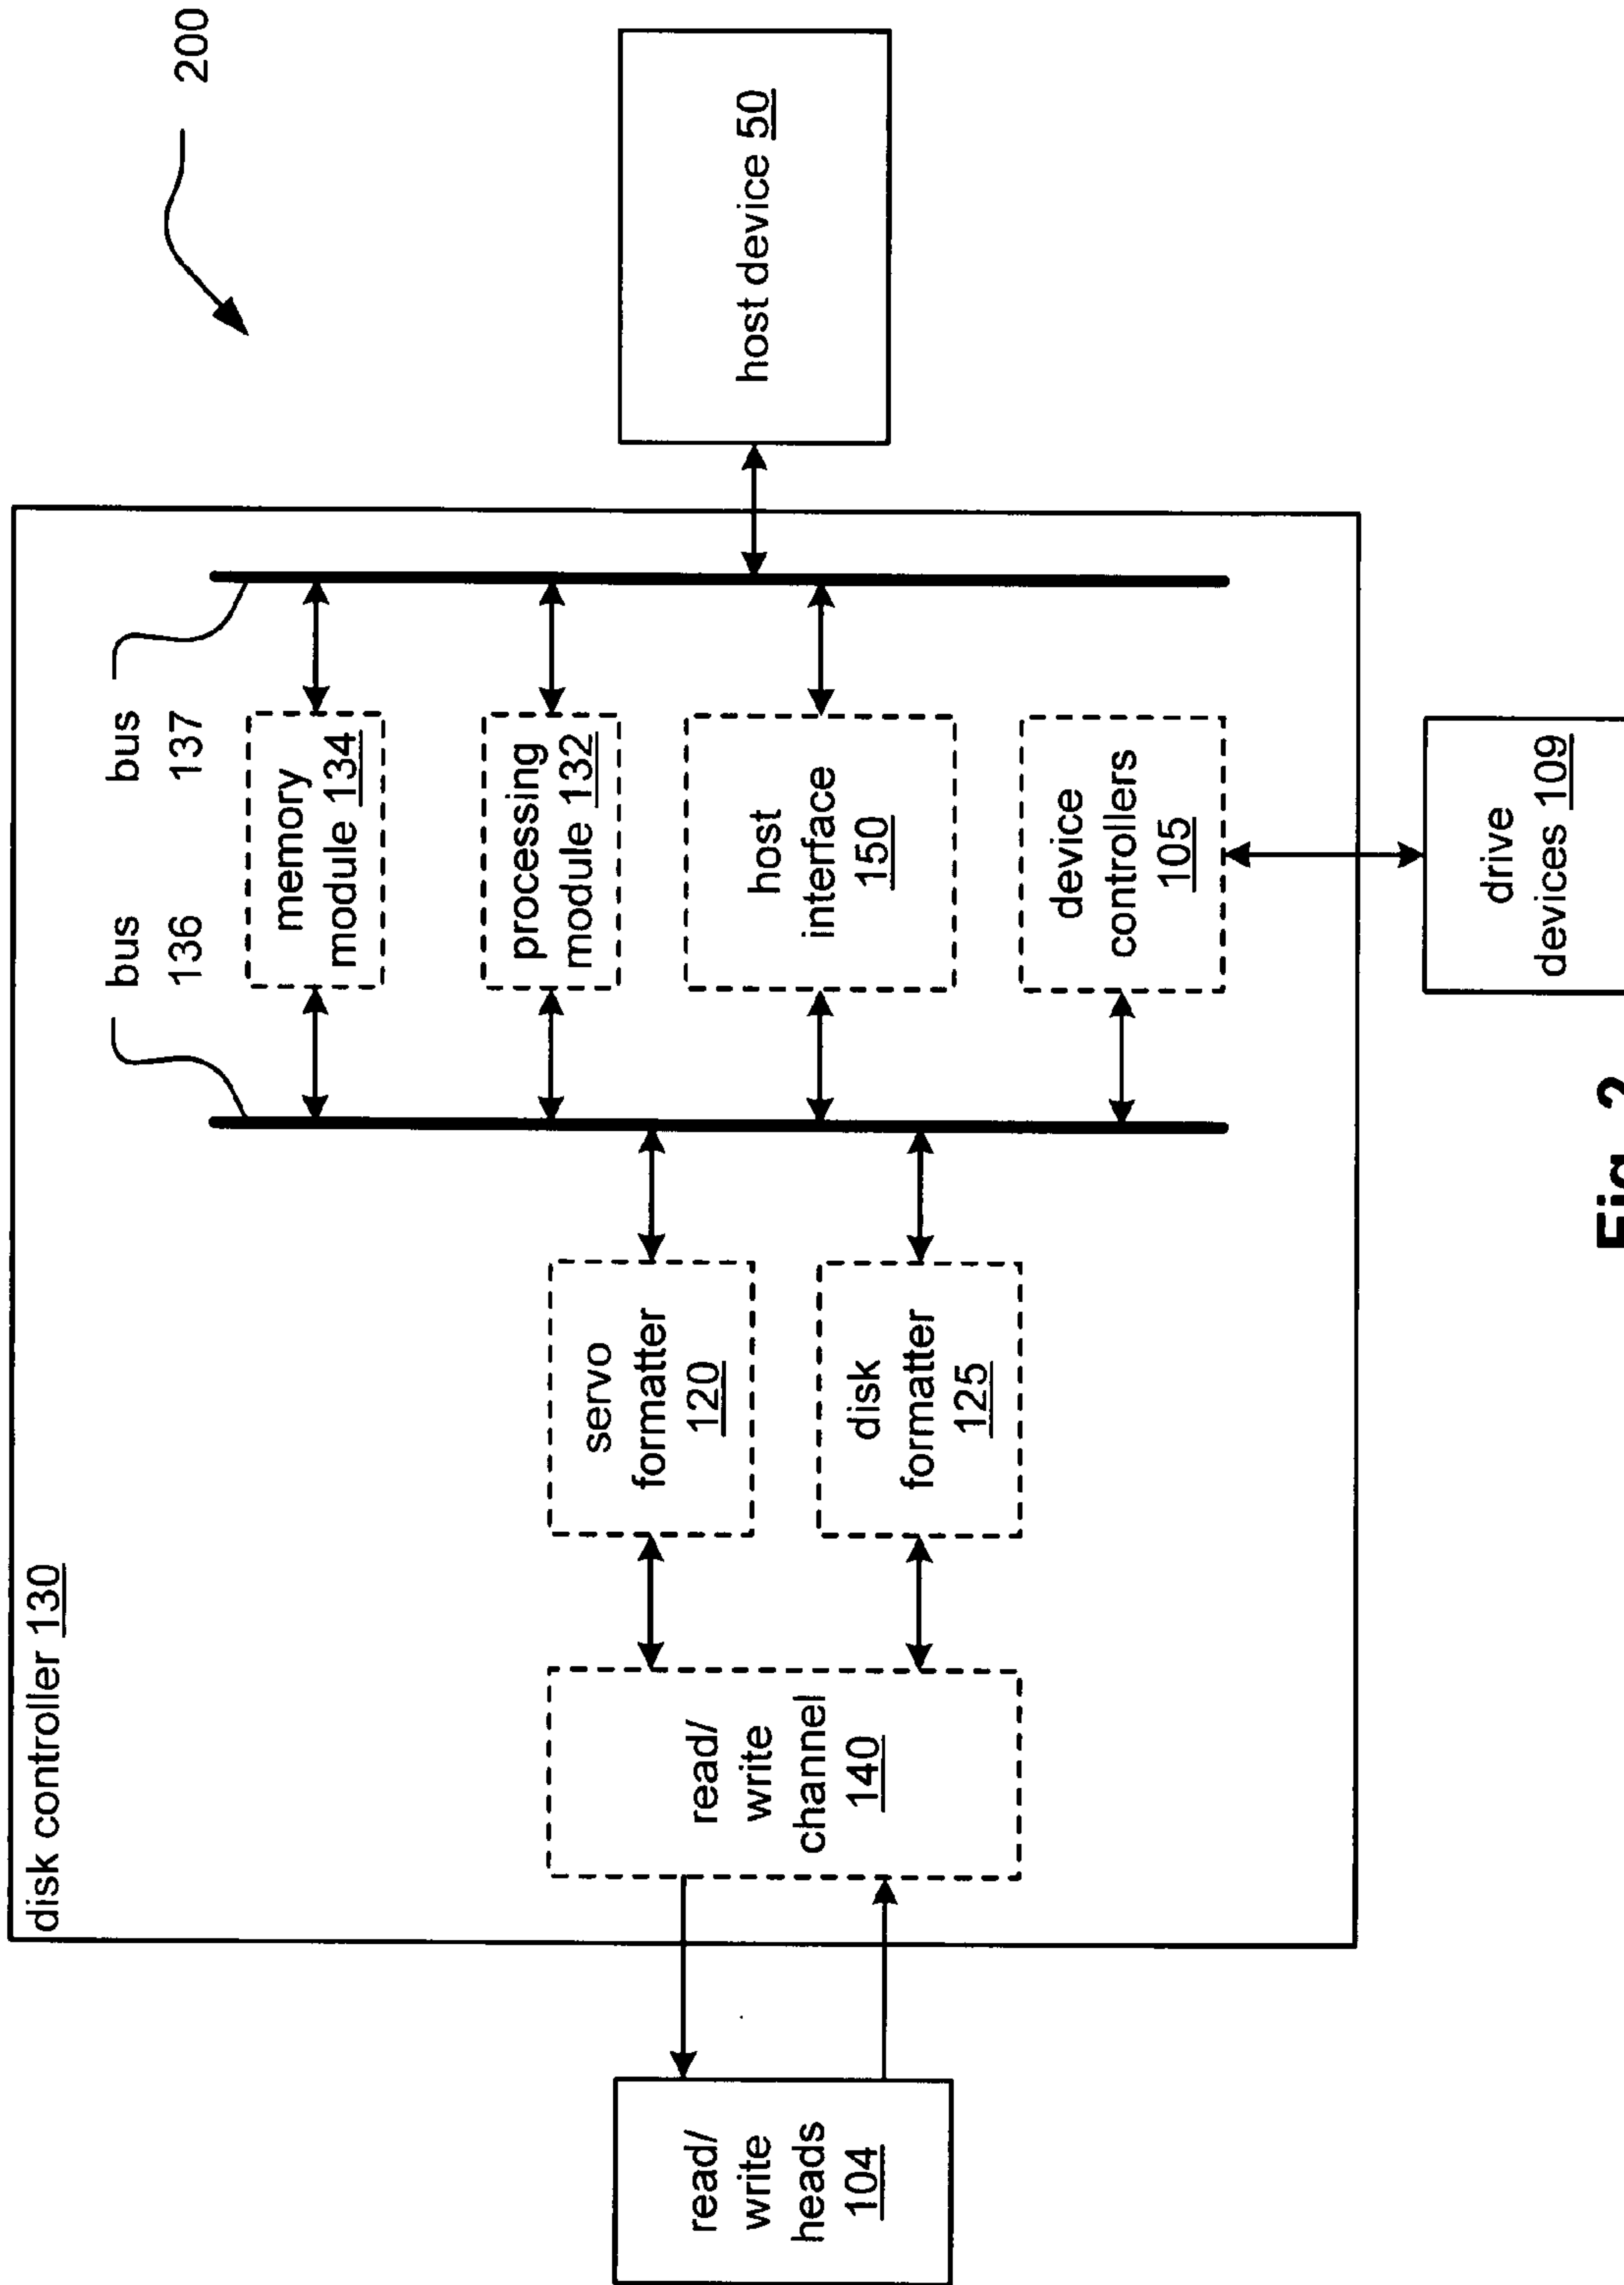 200
disk controller 130
bus
136
bus
137
read/
write
heads
104
read/
write
channel
140
servo
formatter
120
disk
formatter
125
memory
module 134
processing
module 132
host
interface
150
device
controllers
105
host device 50
drive
devices 109
Fig. 2